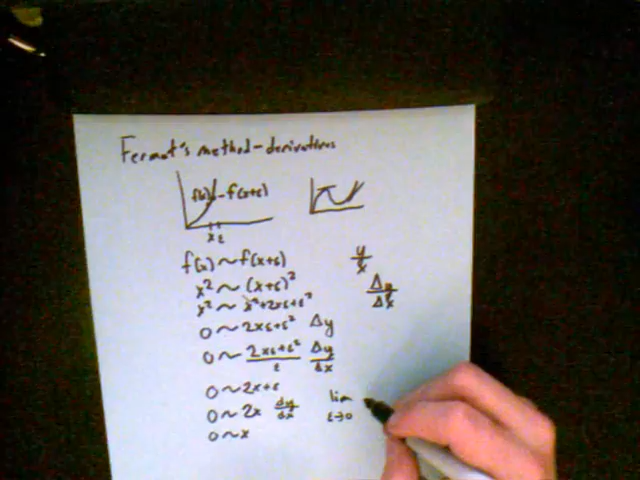 Fermat's method - derivatives
f(x) ~ f(x+ε)
x ε
f(x) ~ f(x+ε)
y/x
x² ~ (x+ε)²
Δy/Δx
x² ~ x²+2xε+ε²
0 ~ 2xε+ε² Δy
0 ~ (2xε+ε²)/ε Δy/Δx
0 ~ 2x+ε
lim
0 ~ 2x dy/dx
ε→0
0 ~ x